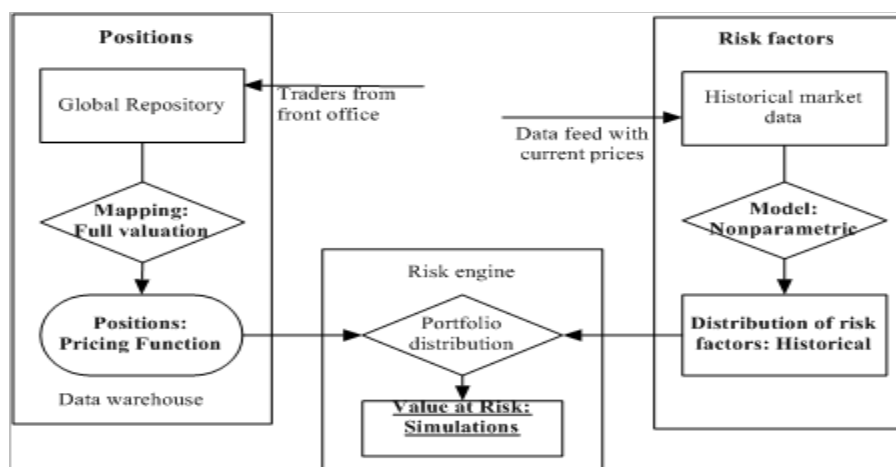 Positions
Global Repository
Mapping:
Full valuation
Positions:
Pricing Function
Data warehouse
Traders from
front office
Data feed with
current prices
Risk engine
Portfolio
distribution
Value at Risk:
Simulations
Risk factors
Historical market
data
Model:
Nonparametric
Distribution of risk
factors: Historical